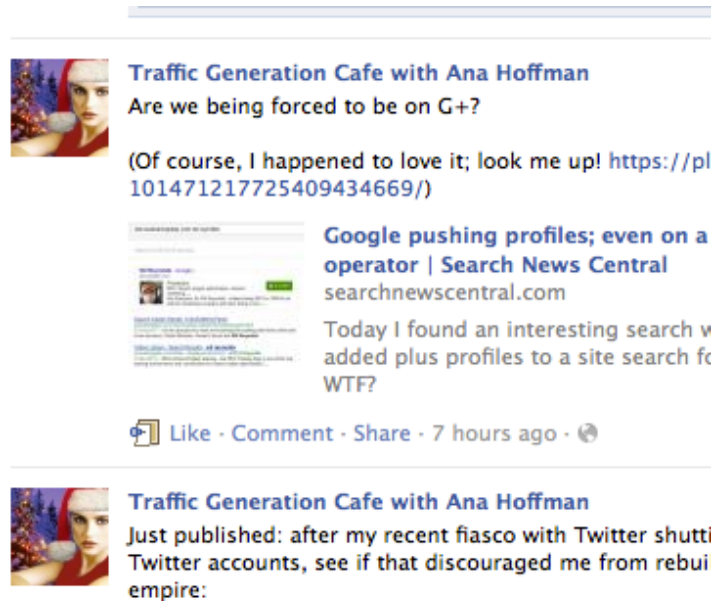 Traffic Generation Cafe with Ana Hoffman
Are we being forced to be on G+?
(Of course, I happened to love it; look me up! https://pl
101471217725409434669/)
Google pushing profiles; even on a
operator | Search News Central
searchnewscentral.com
Today I found an interesting search w
added plus profiles to a site search fo
WTF?
Like · Comment · Share · 7 hours ago ·
Traffic Generation Cafe with Ana Hoffman
Just published: after my recent fiasco with Twitter shutti
Twitter accounts, see if that discouraged me from rebui
empire: